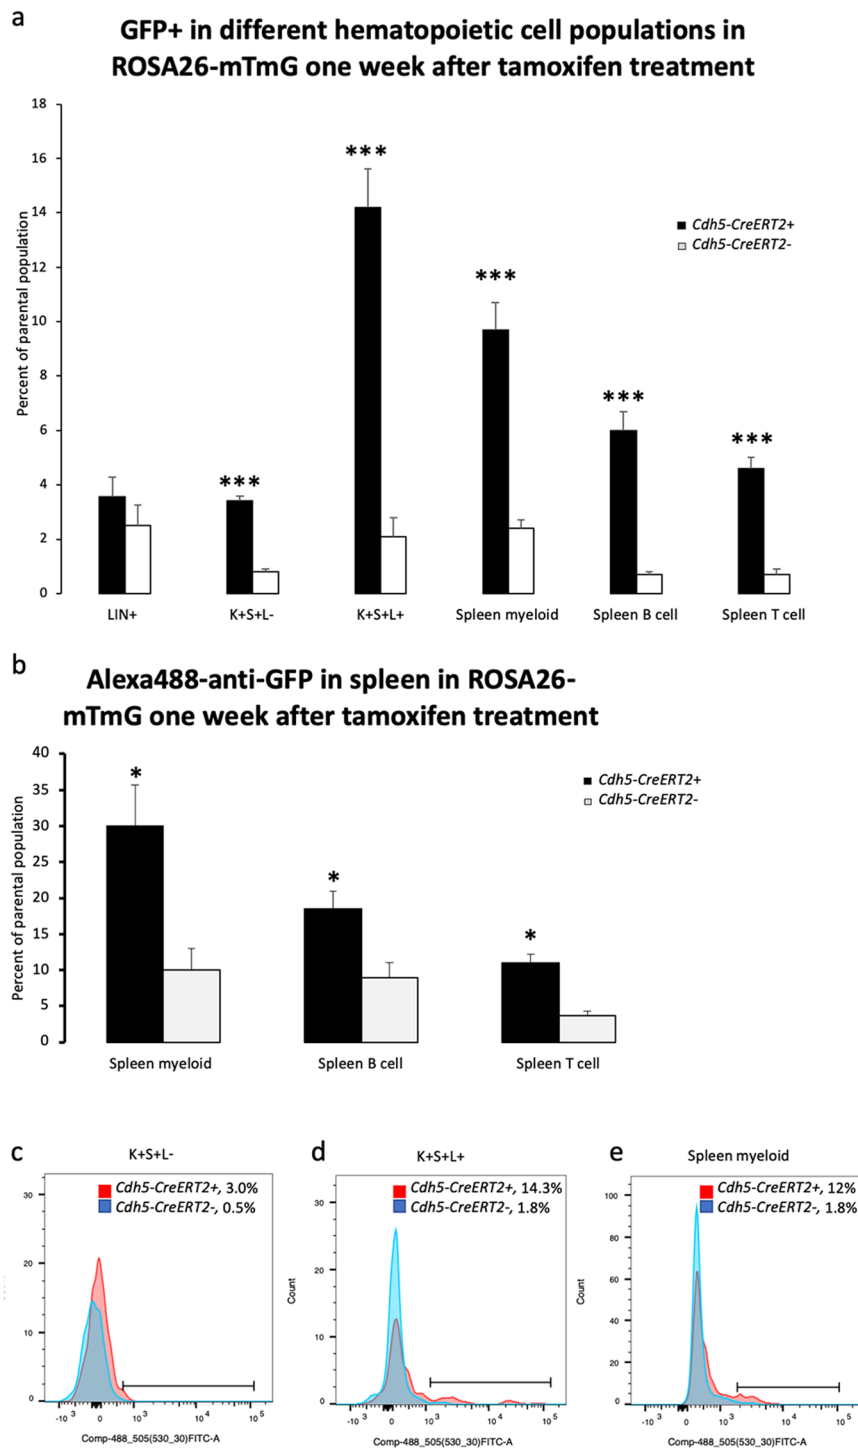 a
GFP+ in different hematopoietic cell populations in
ROSA26-mTmG one week after tamoxifen treatment
18
16
14
12
10
8
6
4
2
0
Percent of parental population
***
***
***
***
***
Cdh5-CreERT2+
Cdh5-CreERT2-
LIN+
K+S+L-
K+S+L+
Spleen myeloid
Spleen B cell
Spleen T cell
b
Alexa488-anti-GFP in spleen in ROSA26-
mTmG one week after tamoxifen treatment
40
35
30
25
20
15
10
5
0
Percent of parental population
*
*
*
Cdh5-CreERT2+
Cdh5-CreERT2-
Spleen myeloid
Spleen B cell
Spleen T cell
c
K+S+L-
Cdh5-CreERT2+, 3.0%
Cdh5-CreERT2-, 0.5%
30
20
10
0
-10 3
0
10 3
10 4
10 5
Comp-488_505(530_30)FITC-A
d
K+S+L+
Cdh5-CreERT2+, 14.3%
Cdh5-CreERT2-, 1.8%
Count
30
20
10
0
-10 3
0
10 3
10 4
10 5
Comp-488_505(530_30)FITC-A
e
Spleen myeloid
Cdh5-CreERT2+, 12%
Cdh5-CreERT2-, 1.8%
Count
100
80
60
40
20
0
-10 3
0
10 3
10 4
10 5
Comp-488_505(530_30)FITC-A